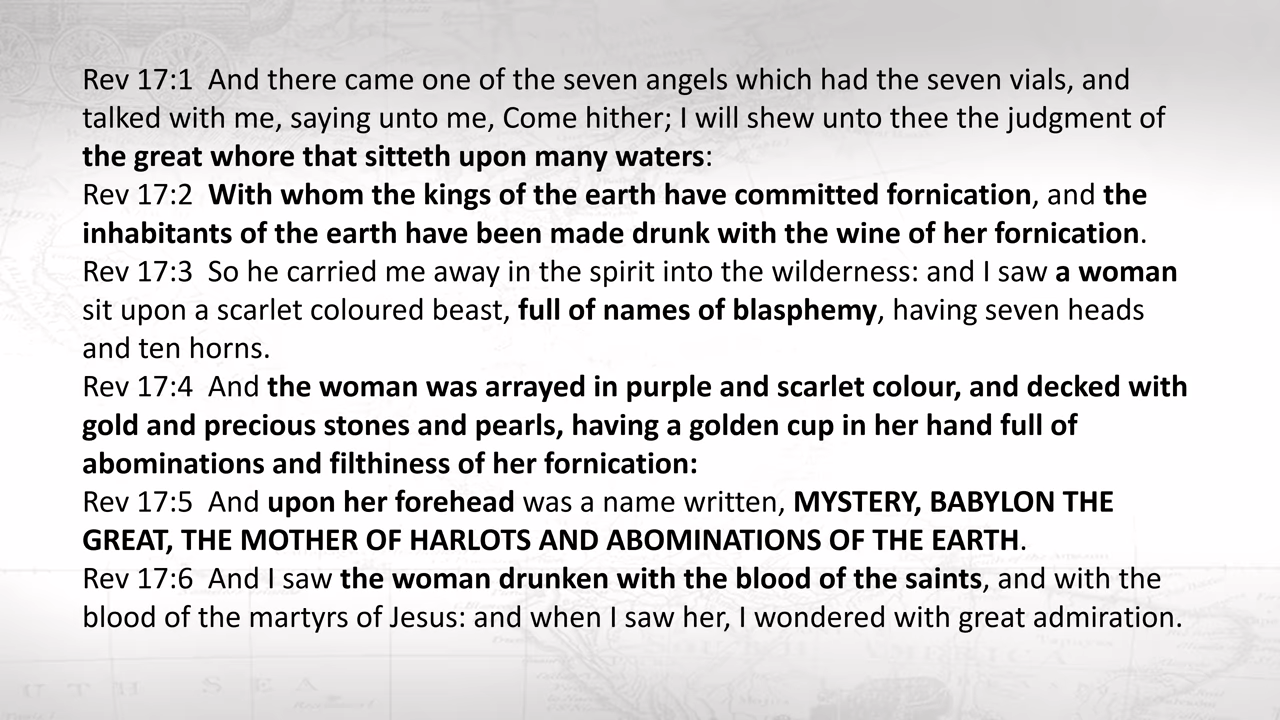 Rev 17:1 And there came one of the seven angels which had the seven vials, and
talked with me, saying unto me, Come hither; I will shew unto thee the judgment of
the great whore that sitteth upon many waters:
Rev 17:2 With whom the kings of the earth have committed fornication, and the
inhabitants of the earth have been made drunk with the wine of her fornication.
Rev 17:3 So he carried me away in the spirit into the wilderness: and I saw a woman
sit upon a scarlet coloured beast, full of names of blasphemy, having seven heads
and ten horns.
Rev 17:4 And the woman was arrayed in purple and scarlet colour, and decked with
gold and precious stones and pearls, having a golden cup in her hand full of
abominations and filthiness of her fornication:
Rev 17:5 And upon her forehead was a name written, MYSTERY, BABYLON THE
GREAT, THE MOTHER OF HARLOTS AND ABOMINATIONS OF THE EARTH.
Rev 17:6 And I saw the woman drunken with the blood of the saints, and with the
blood of the martyrs of Jesus: and when I saw her, I wondered with great admiration.
UTH SEA